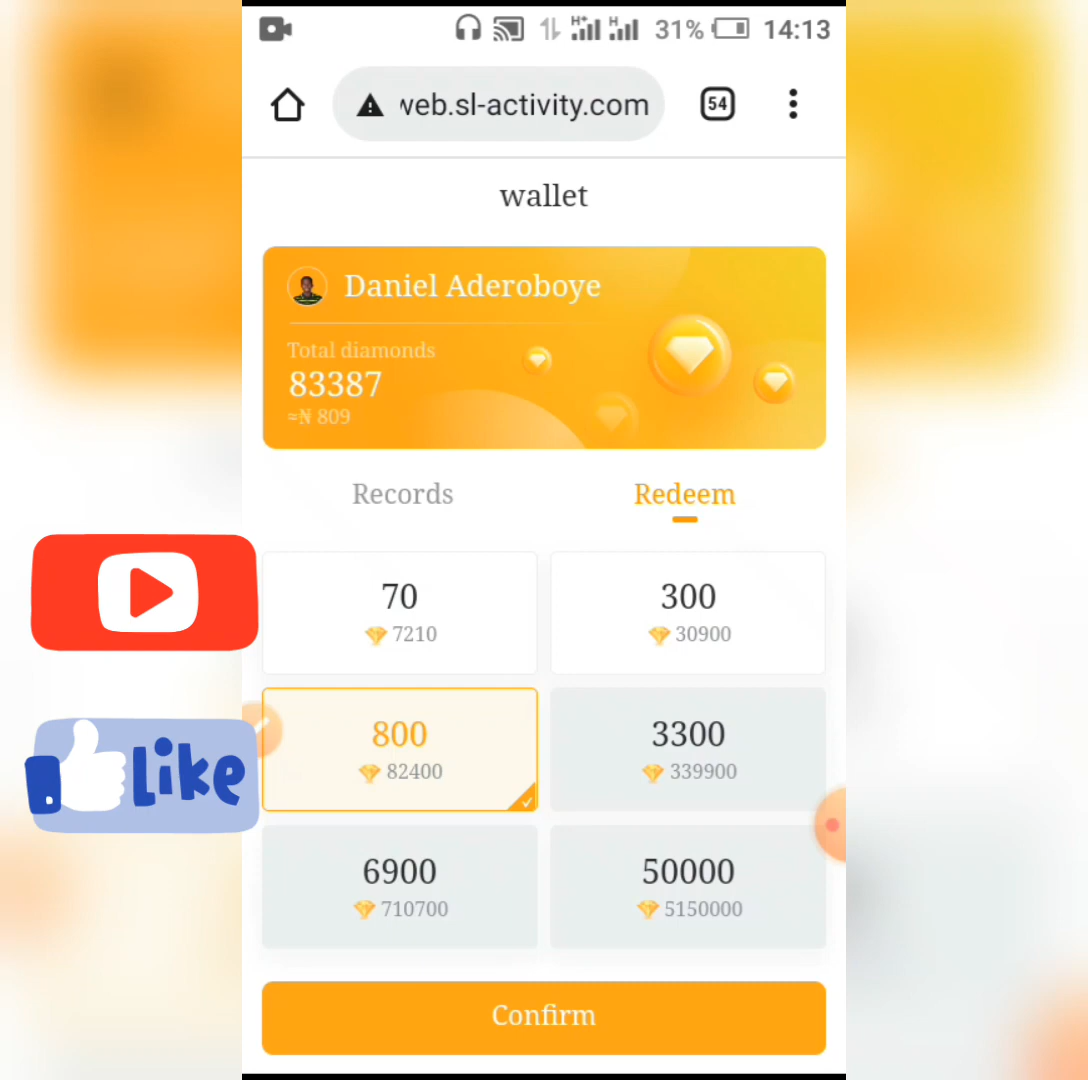 31% 14:13
web.sl-activity.com 54
wallet
Daniel Aderoboye
Total diamonds
83387
≈₦ 809
Records Redeem
70 300
7210 30900
800 3300
82400 339900
6900 50000
710700 5150000
Confirm
Like